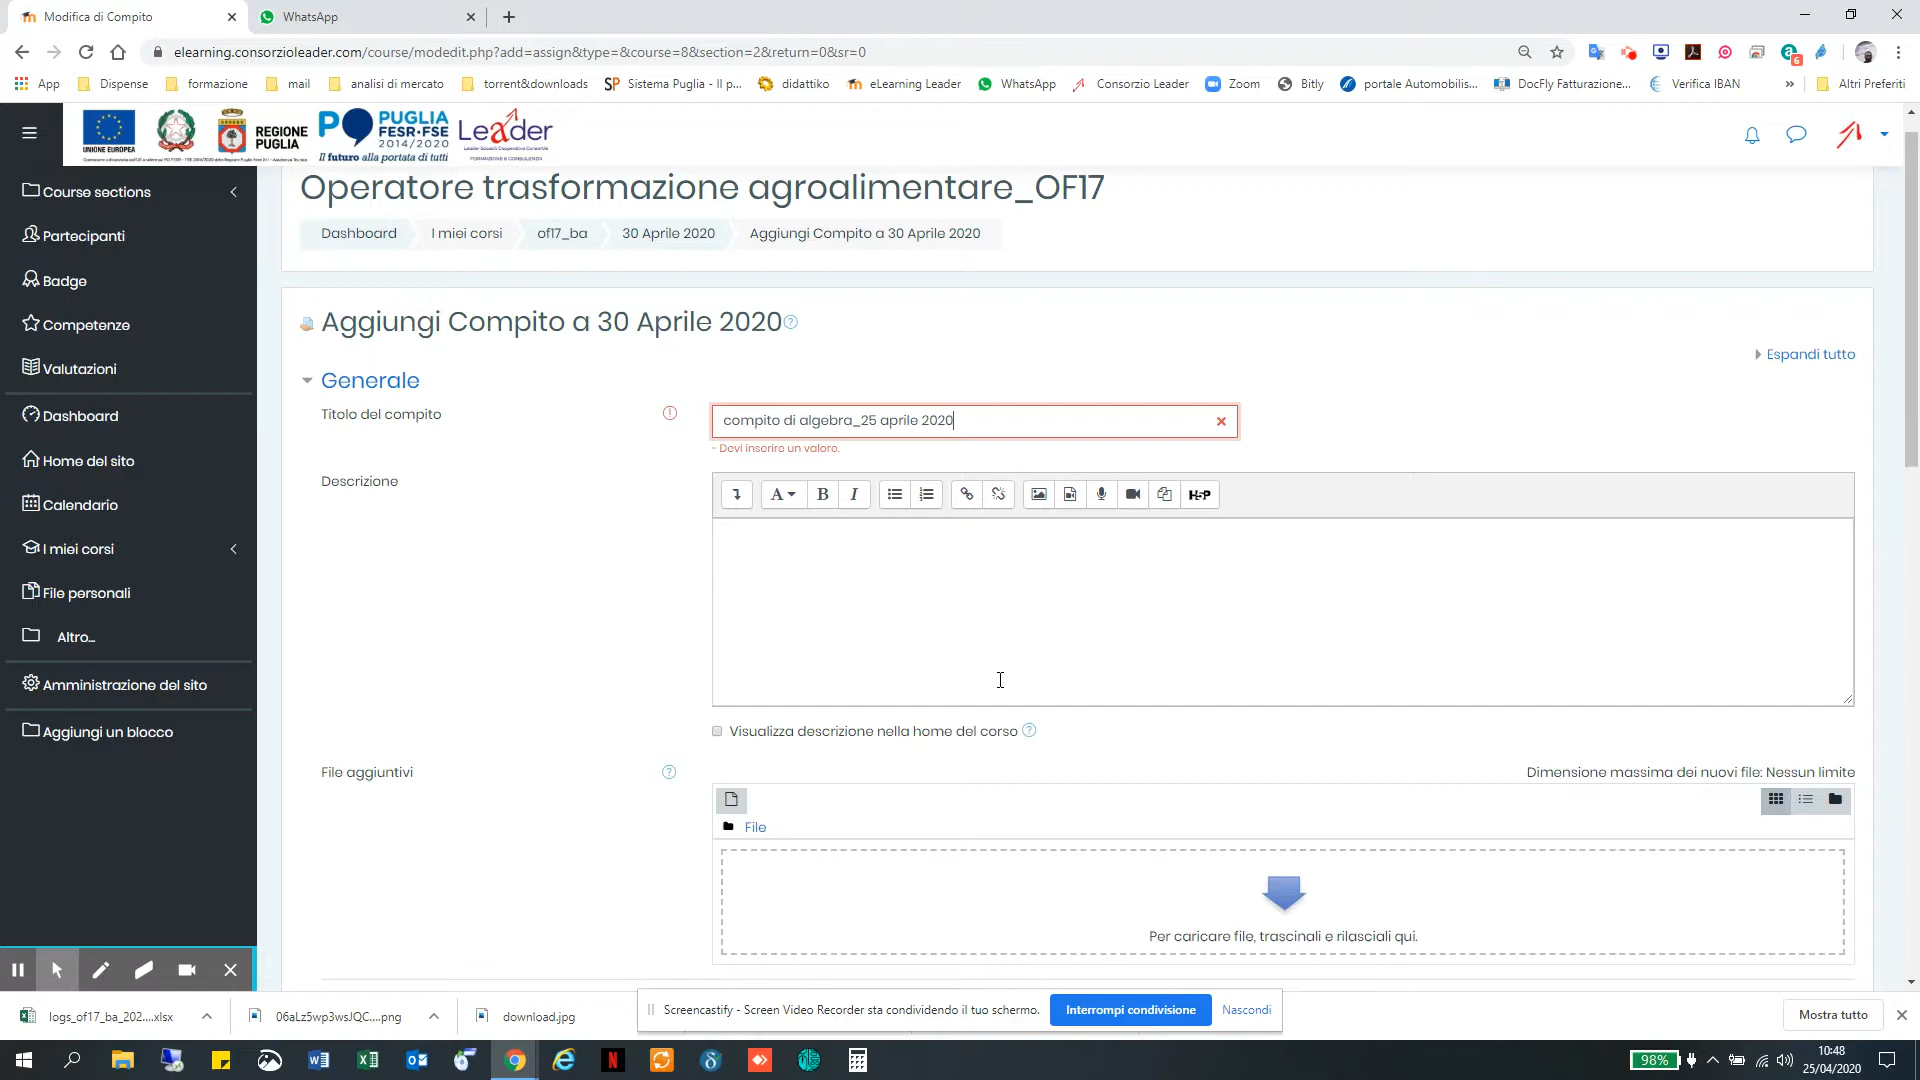 Modifica di Compito
WhatsApp
elearning.consorzioleader.com/course/modedit.php?add=assign&type=&course=8&section=2&return=0&sr=0
App
Dispense
formazione
mail
analisi di mercato
torrent&downloads
Sistema Puglia - Il p...
didattiko
eLearning Leader
WhatsApp
Consorzio Leader
Zoom
Bitly
portale Automobilis...
DocFly Fatturazione...
Verifica IBAN
»
Altri Preferiti
UNIONE EUROPEA
REGIONE
PUGLIA
PO PUGLIA
FESR·FSE
2014/2020
Il futuro alla portata di tutti
Leader
FORMAZIONE E CONSULENZA
Course sections
Partecipanti
Badge
Competenze
Valutazioni
Dashboard
Home del sito
Calendario
I miei corsi
File personali
Altro...
Amministrazione del sito
Aggiungi un blocco
Operatore trasformazione agroalimentare_OF17
Dashboard
I miei corsi
of17_ba
30 Aprile 2020
Aggiungi Compito a 30 Aprile 2020
Aggiungi Compito a 30 Aprile 2020
Espandi tutto
Generale
Titolo del compito
compito di algebra_25 aprile 2020
- Devi inserire un valore.
Descrizione
A
B
I
H5P
Visualizza descrizione nella home del corso
File aggiuntivi
Dimensione massima dei nuovi file: Nessun limite
File
Per caricare file, trascinali e rilasciali qui.
logs_of17_ba_202....xlsx
06aLz5wp3wsJQC....png
download.jpg
Screencastify - Screen Video Recorder sta condividendo il tuo schermo.
Interrompi condivisione
Nascondi
Mostra tutto
98%
10:48
25/04/2020